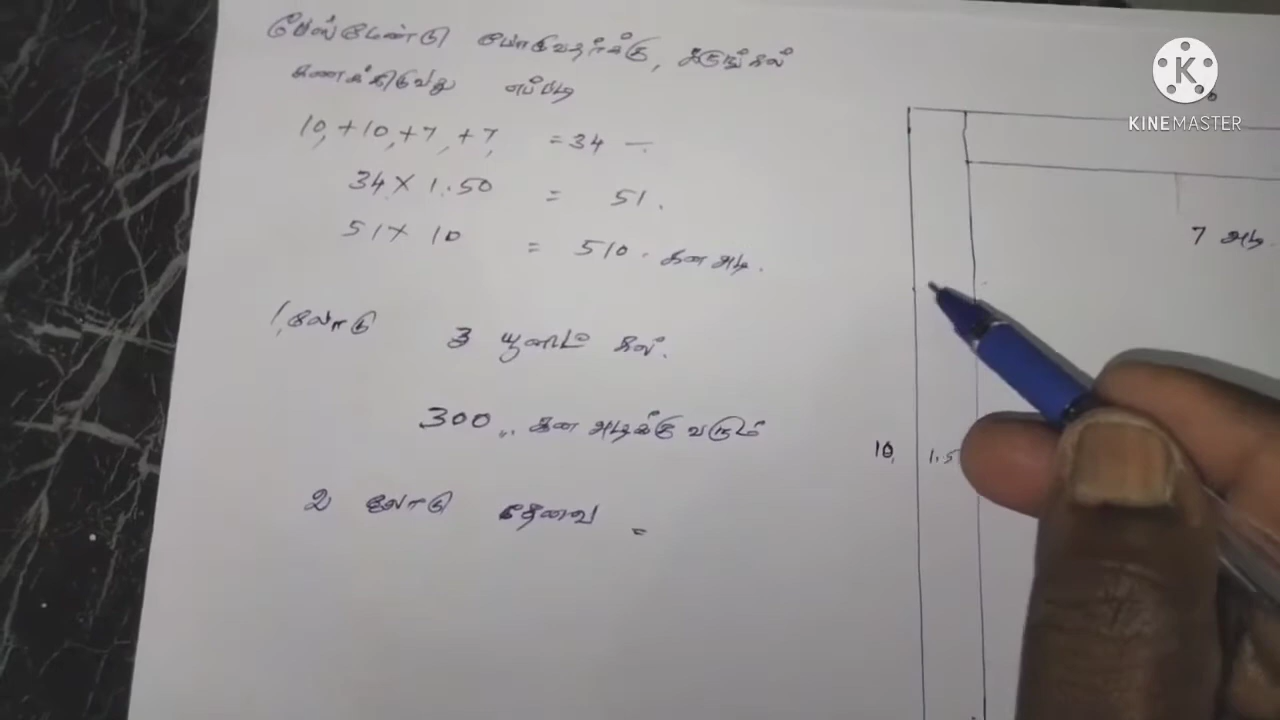 பேஸ்மேண்டு போடுவதர்க்கு, கருங்கல்
கணக்கிடுவது எப்படி
10, +10, +7, +7, =34 —
34 × 1.50 = 51.
51 × 10 = 510. கன அடி.
1, லோடு 3 யூனிட் கல்.
300,,. கன அடிக்கு வரும்
2 லோடு தேவை =
7 அடி
10, 1.5
KINEMASTER